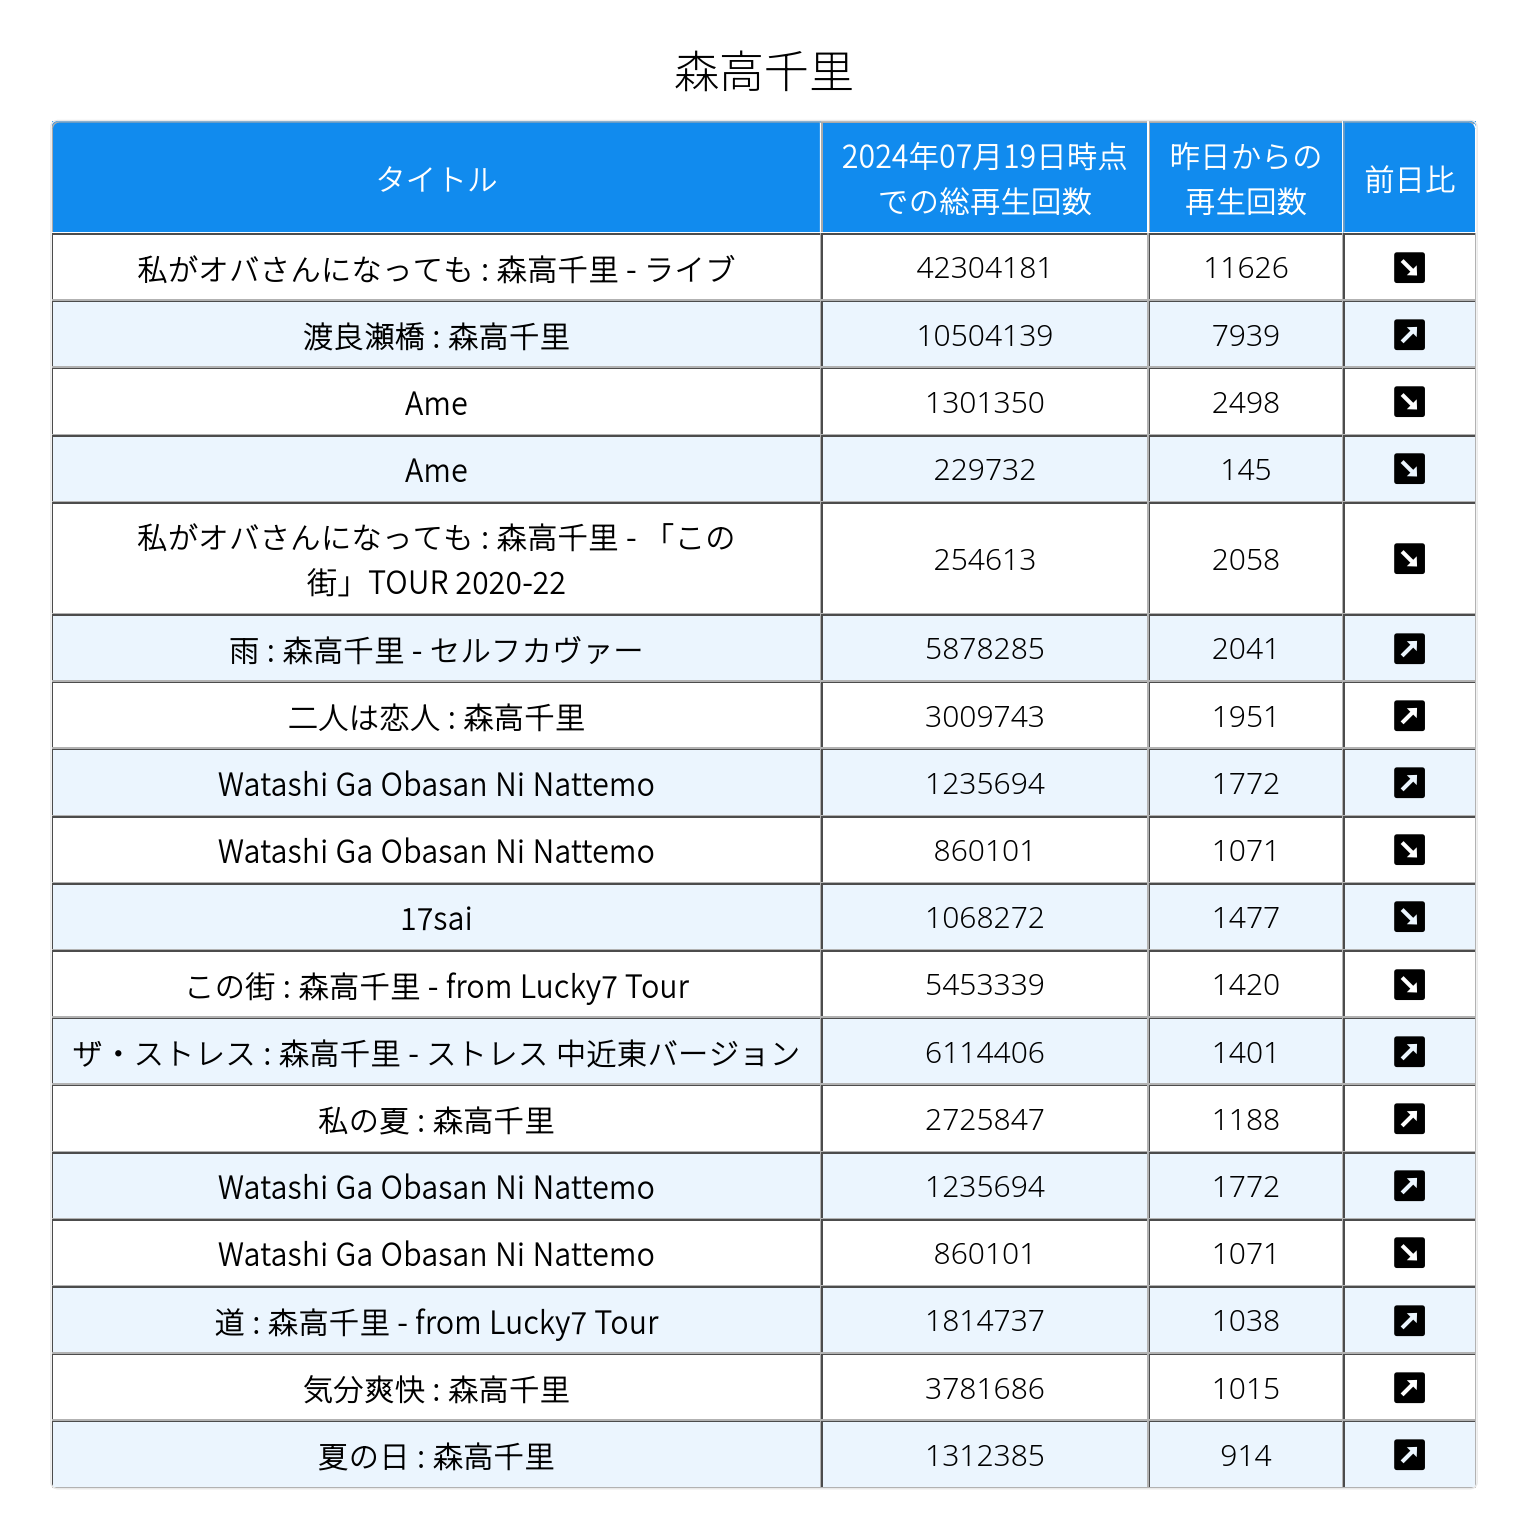 森高千里
タイトル 2024年07月19日時点での総再生回数 昨日からの再生回数 前日比
私がオバさんになっても : 森高千里 - ライブ 42304181 11626
渡良瀬橋 : 森高千里 10504139 7939
Ame 1301350 2498
Ame 229732 145
私がオバさんになっても : 森高千里 - 「この街」TOUR 2020-22 254613 2058
雨 : 森高千里 - セルフカヴァー 5878285 2041
二人は恋人 : 森高千里 3009743 1951
Watashi Ga Obasan Ni Nattemo 1235694 1772
Watashi Ga Obasan Ni Nattemo 860101 1071
17sai 1068272 1477
この街 : 森高千里 - from Lucky7 Tour 5453339 1420
ザ・ストレス : 森高千里 - ストレス 中近東バージョン 6114406 1401
私の夏 : 森高千里 2725847 1188
Watashi Ga Obasan Ni Nattemo 1235694 1772
Watashi Ga Obasan Ni Nattemo 860101 1071
道 : 森高千里 - from Lucky7 Tour 1814737 1038
気分爽快 : 森高千里 3781686 1015
夏の日 : 森高千里 1312385 914